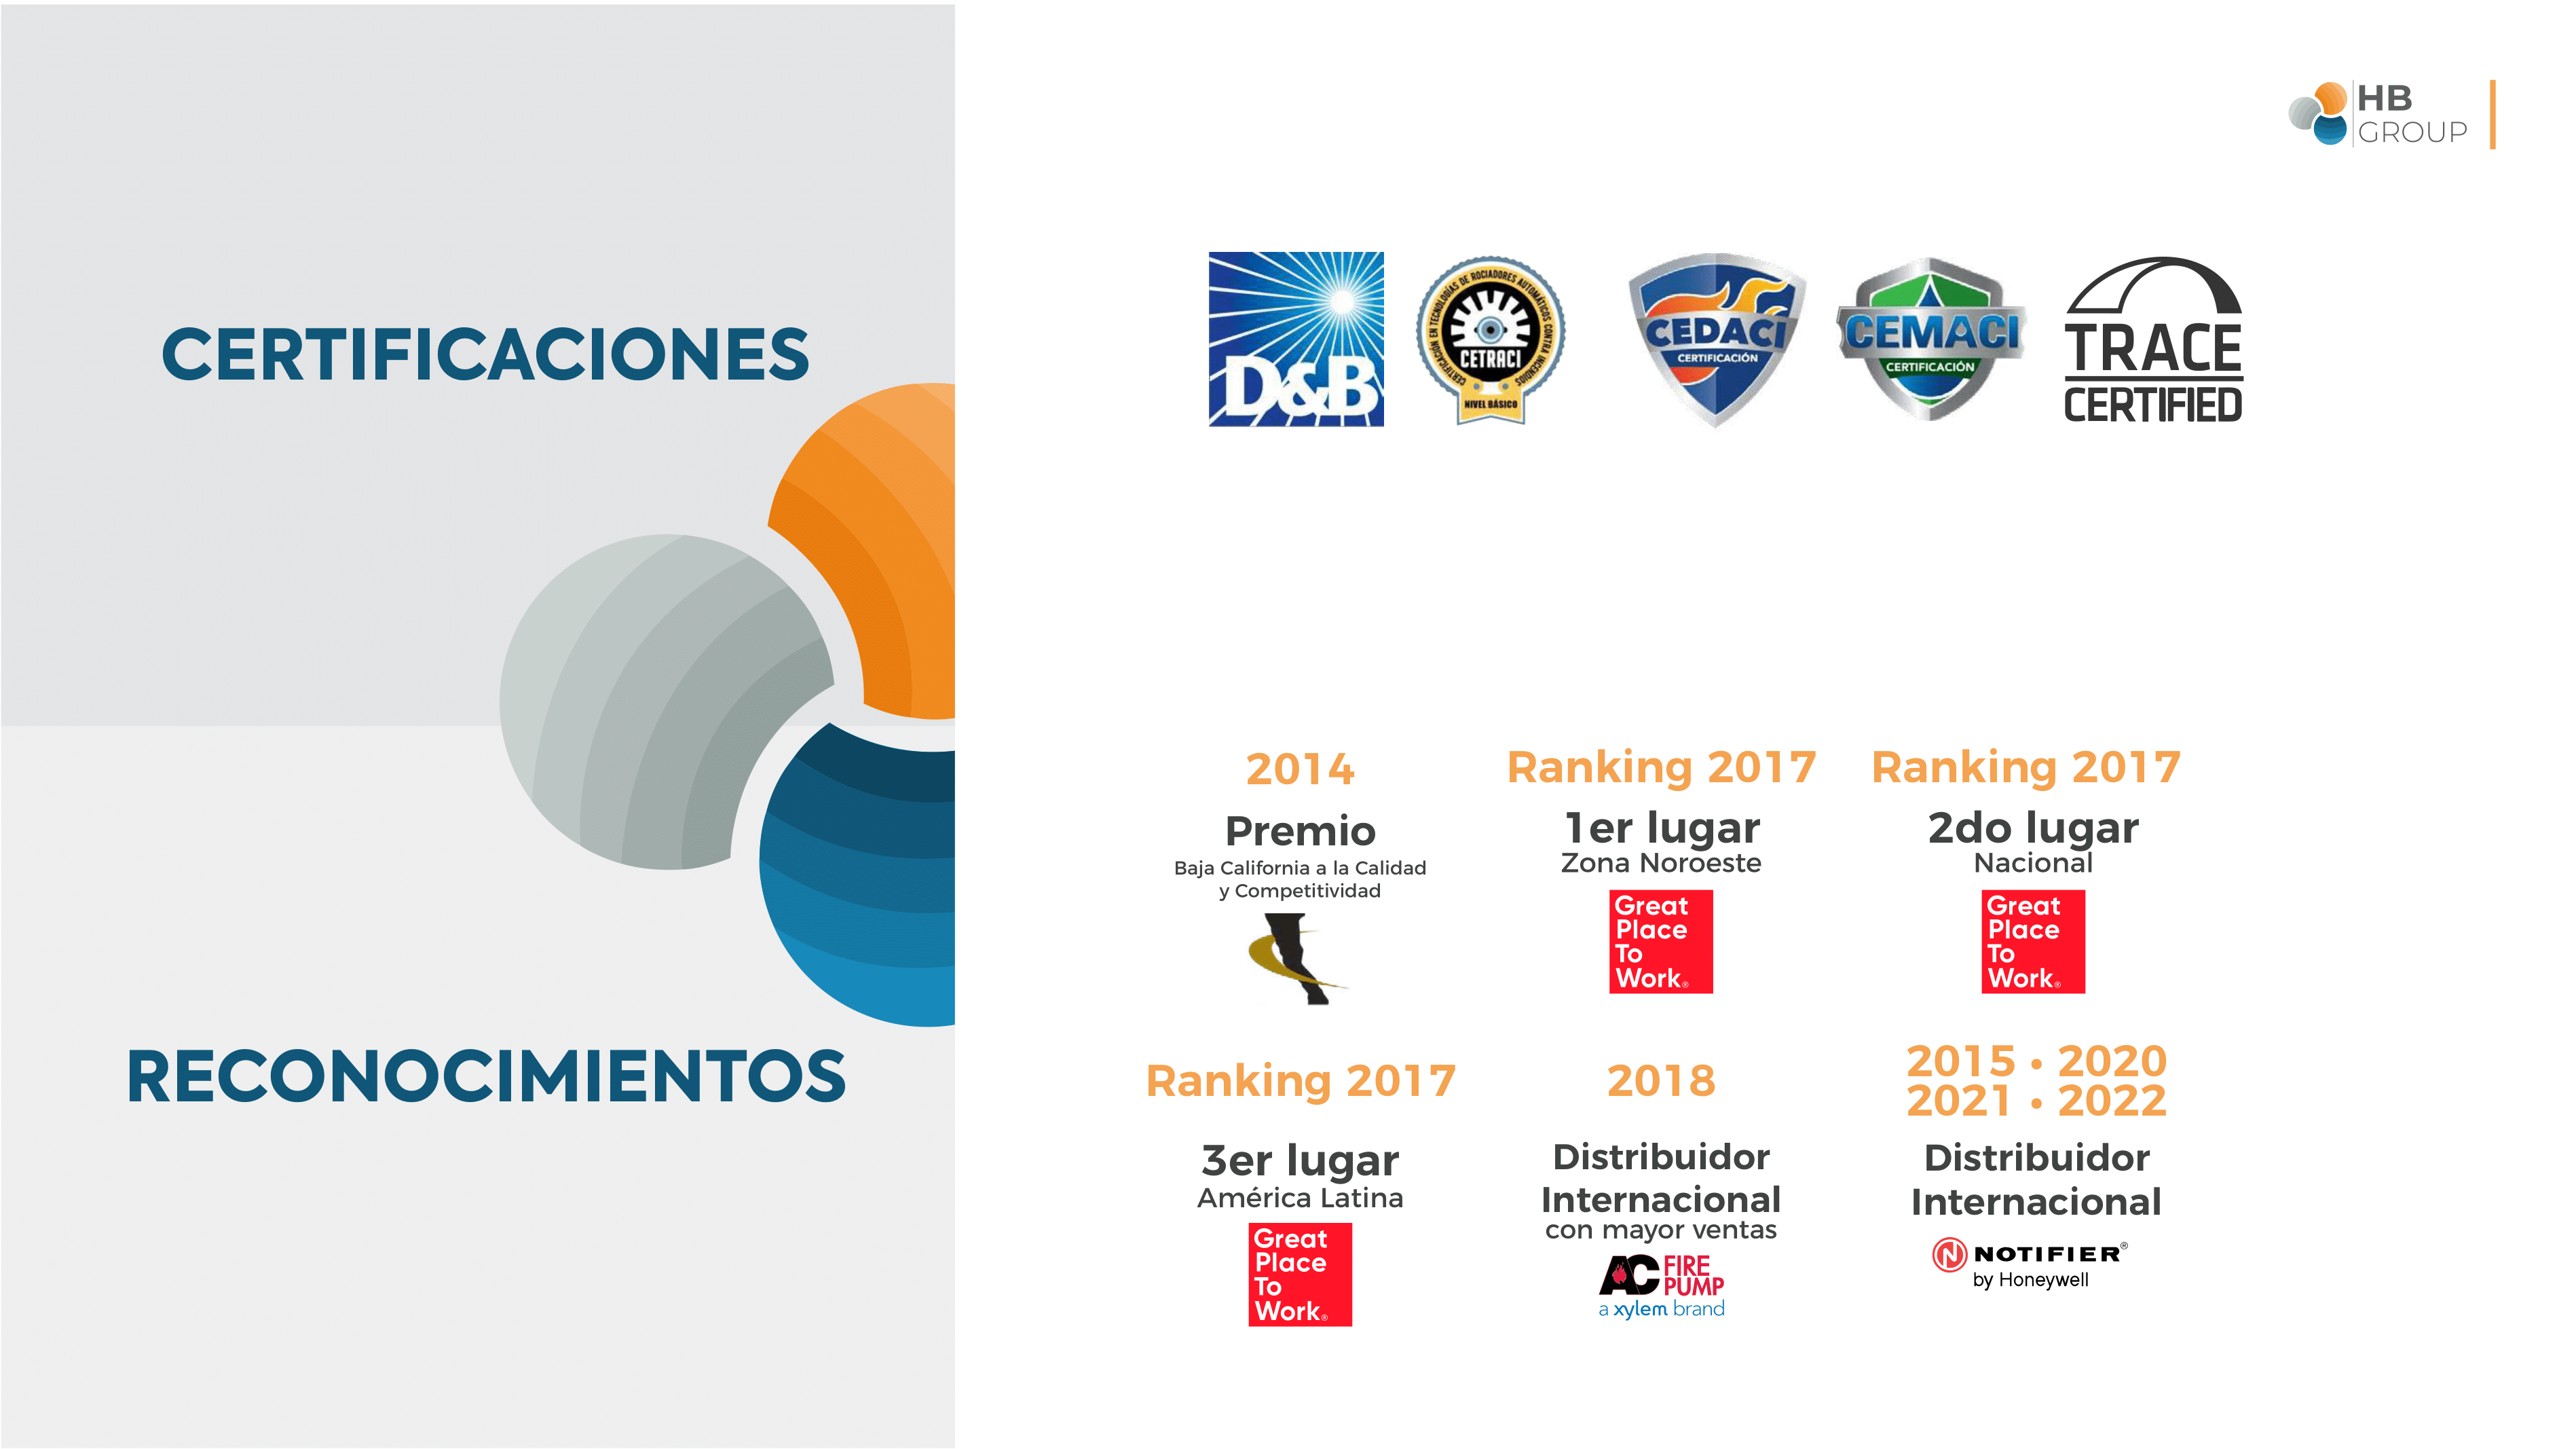 HB
GROUP
CERTIFICACIONES
D&B
CERTIFICACIÓN EN TECNOLOGÍAS DE ROCIADORES AUTOMÁTICOS CONTRA INCENDIOS
CETRACI
NIVEL BÁSICO
CEDACI
CERTIFICACIÓN
CEMACI
CERTIFICACIÓN
TRACE
CERTIFIED
RECONOCIMIENTOS
2014
Premio
Baja California a la Calidad
y Competitividad
Ranking 2017
1er lugar
Zona Noroeste
Great
Place
To
Work®
Ranking 2017
2do lugar
Nacional
Great
Place
To
Work®
Ranking 2017
3er lugar
América Latina
Great
Place
To
Work®
2018
Distribuidor
Internacional
con mayor ventas
AC FIRE
PUMP
a xylem brand
2015 • 2020
2021 • 2022
Distribuidor
Internacional
N NOTIFIER®
by Honeywell